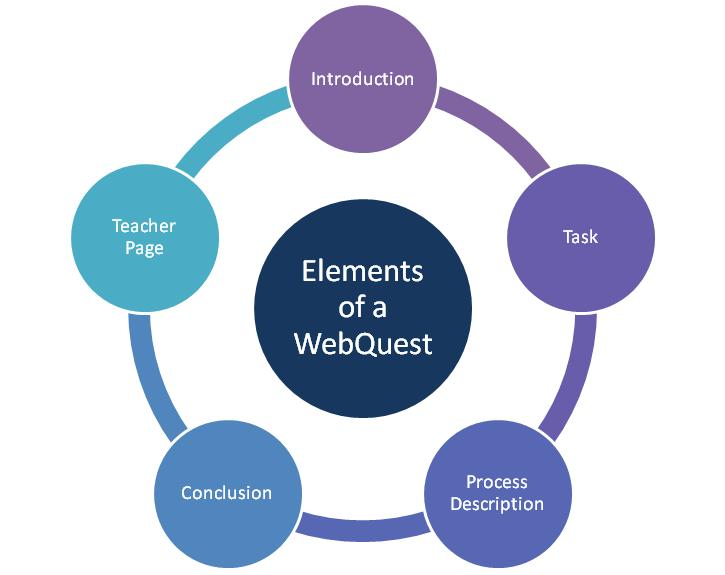 Introduction
Task
Process
Description
Conclusion
Teacher
Page
Elements
of a
WebQuest